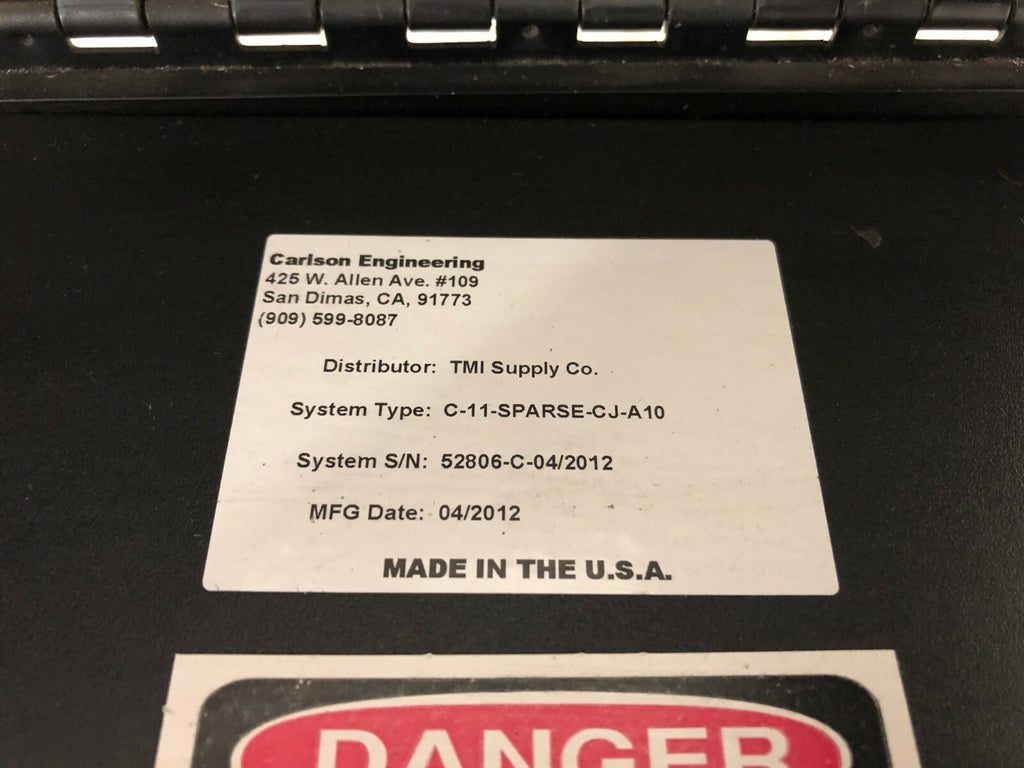 Carlson Engineering
425 W. Allen Ave. #109
San Dimas, CA, 91773
(909) 599-8087
Distributor: TMI Supply Co.
System Type: C-11-SPARSE-CJ-A10
System S/N: 52806-C-04/2012
MFG Date: 04/2012
MADE IN THE U.S.A.
DANGER